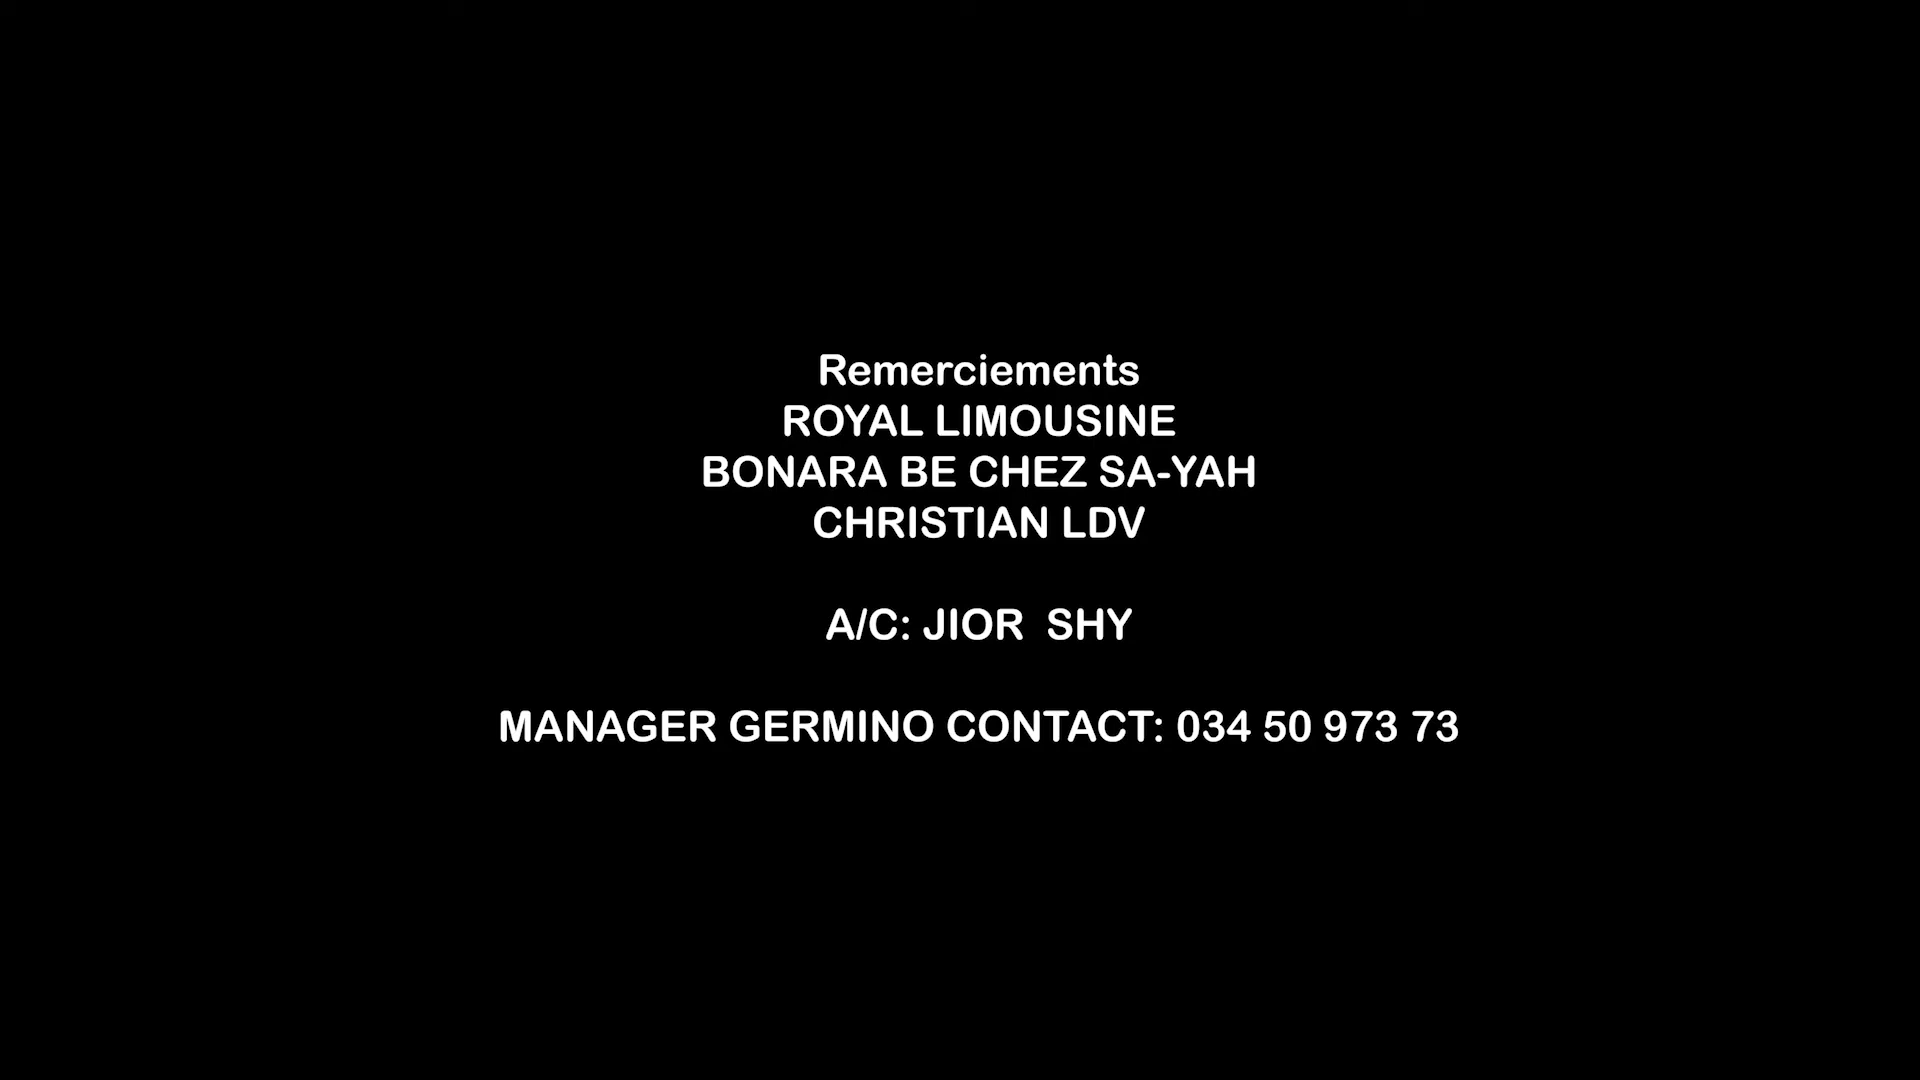 Remerciements
ROYAL LIMOUSINE
BONARA BE CHEZ SA-YAH
CHRISTIAN LDV
A/C: JIOR  SHY
MANAGER GERMINO CONTACT: 034 50 973 73